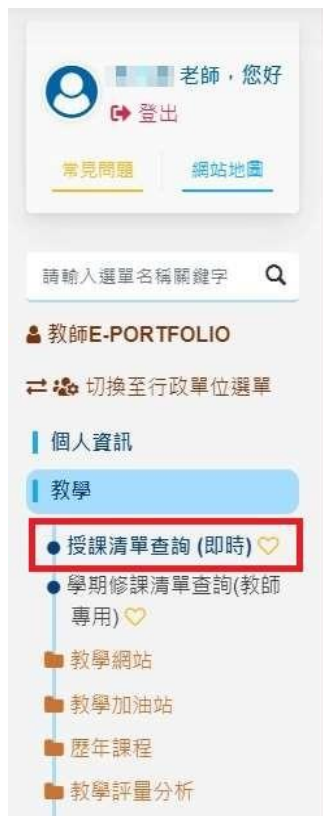 老師，您好
登出
常見問題
網站地圖
請輸入選單名稱關鍵字
教師E-PORTFOLIO
切換至行政單位選單
個人資訊
教學
授課清單查詢 (即時)
學期修課清單查詢(教師
專用)
教學網站
教學加油站
歷年課程
教學評量分析